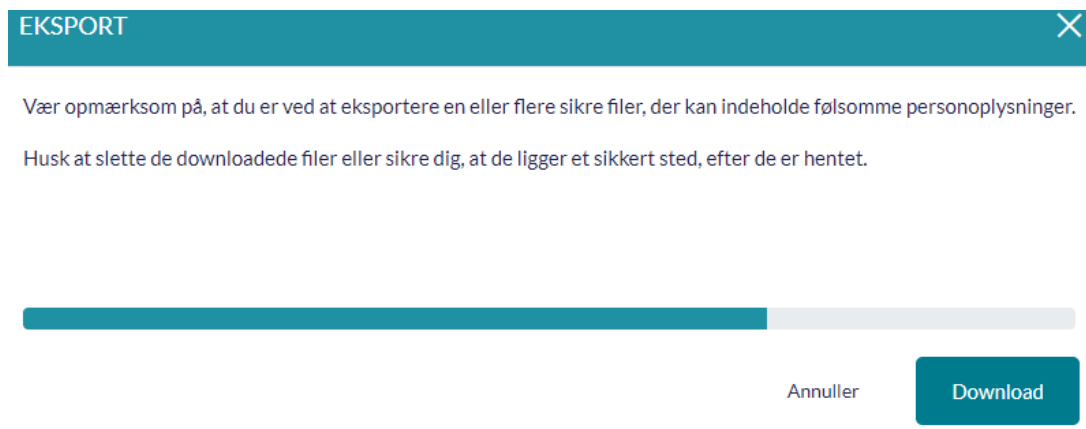 EKSPORT
Vær opmærksom på, at du er ved at eksportere en eller flere sikre filer, der kan indeholde følsomme personoplysninger.
Husk at slette de downloadede filer eller sikre dig, at de ligger et sikkert sted, efter de er hentet.
Annuller
Download